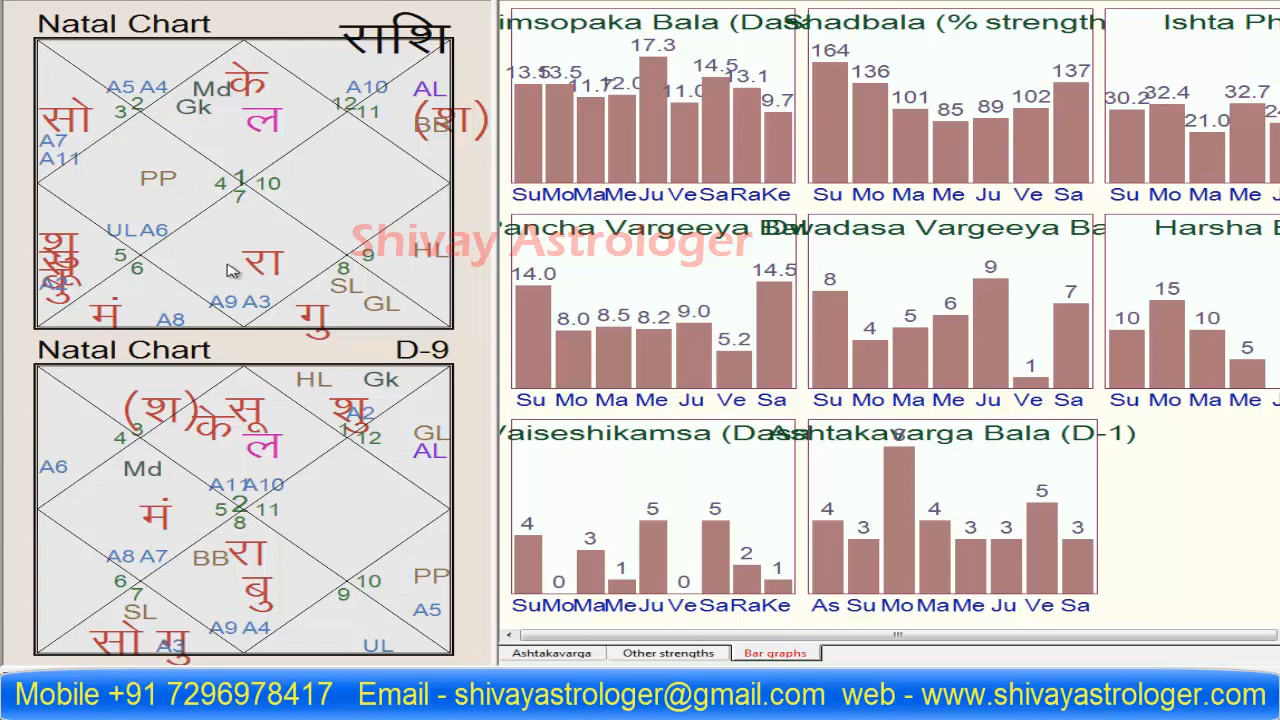 Natal Chart राशि
A5 A4 Md के A10 AL
Gk
सो 3 2 ल 12 11 (श)
BB
A7
A11
PP 4 1 10
7
UL A6
शु 5 रा 9 HL
6 8
SL
A9 A3 GL
मं A8 गु
Natal Chart D-9
HL Gk
(श) के सू शु A2
4 3 ल 1 12 GL
AL
A6 Md
A11 A10
मं 5 2 11
8
A8 A7 BB रा
6 7 बु 10 9 PP
SL A5
A9 A4
सो गु A3 UL
Shadbala (% strength
13.5 13.5 11.7 12.0 17.3 11.0 14.5 13.1 9.7
Su Mo Ma Me Ju Ve Sa Ra Ke
164 136 101 85 89 102 137
Su Mo Ma Me Ju Ve Sa
Ishta Ph
30.2 32.4 21.0 32.7
Su Mo Ma Me
Pancha Vargeeya Bal
14.0 8.0 8.5 8.2 9.0 5.2 14.5
Su Mo Ma Me Ju Ve Sa
Dwadasa Vargeeya Ba
8 4 5 6 9 1 7
Su Mo Ma Me Ju Ve Sa
Harsha B
10 15 10 5
Su Mo Ma Me
Vaiseshikamsa (Dasa
4 0 3 1 5 0 5 2 1
Su Mo Ma Me Ju Ve Sa Ra Ke
Ashtakavarga Bala (D-1)
4 3 8 4 3 3 5 3
As Su Mo Ma Me Ju Ve Sa
Shivay Astrologer
Ashtakavarga Other strengths Bar graphs
Mobile +91 7296978417 Email - shivayastrologer@gmail.com web - www.shivayastrologer.com